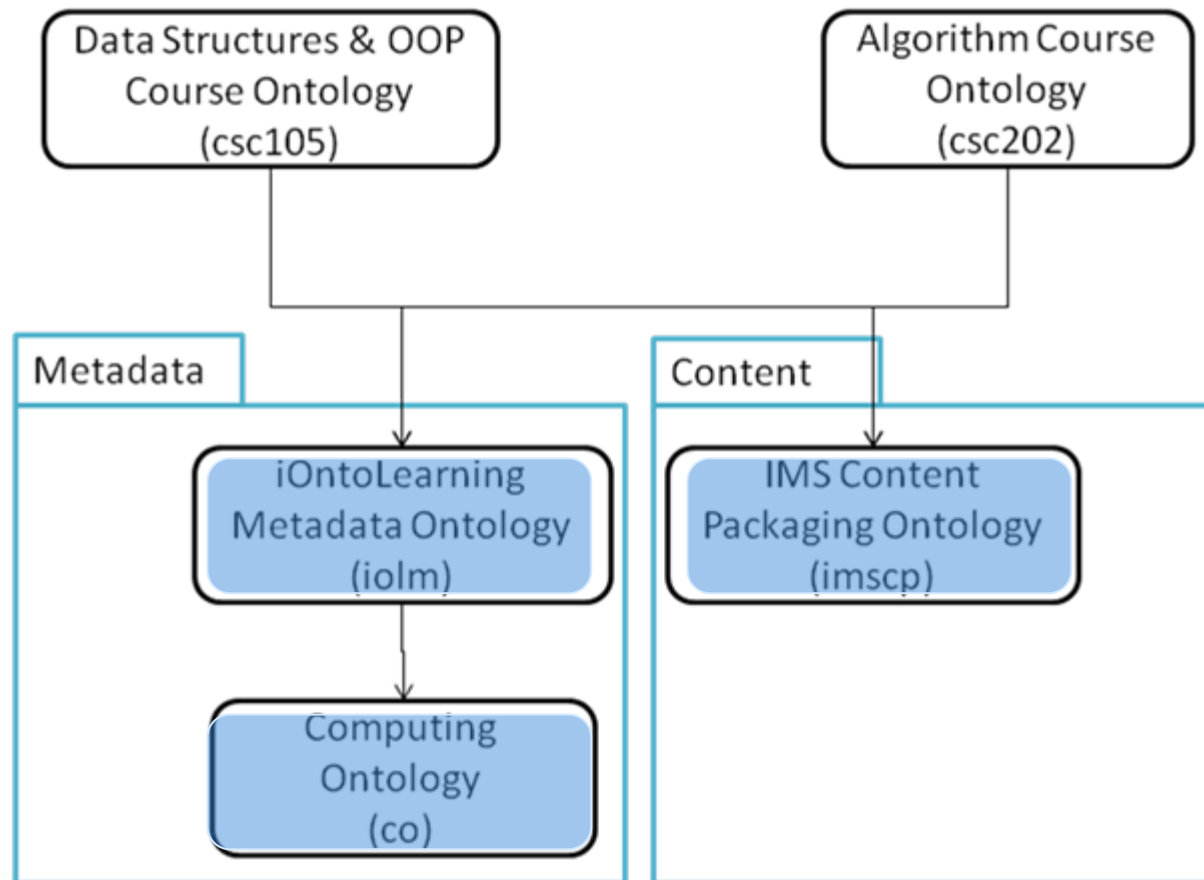 Data Structures & OOP
Course Ontology
(csc105)
Algorithm Course
Ontology
(csc202)
Metadata
Content
iOntoLearning
Metadata Ontology
(iolm)
IMS Content
Packaging Ontology
(imscp)
Computing
Ontology
(co)